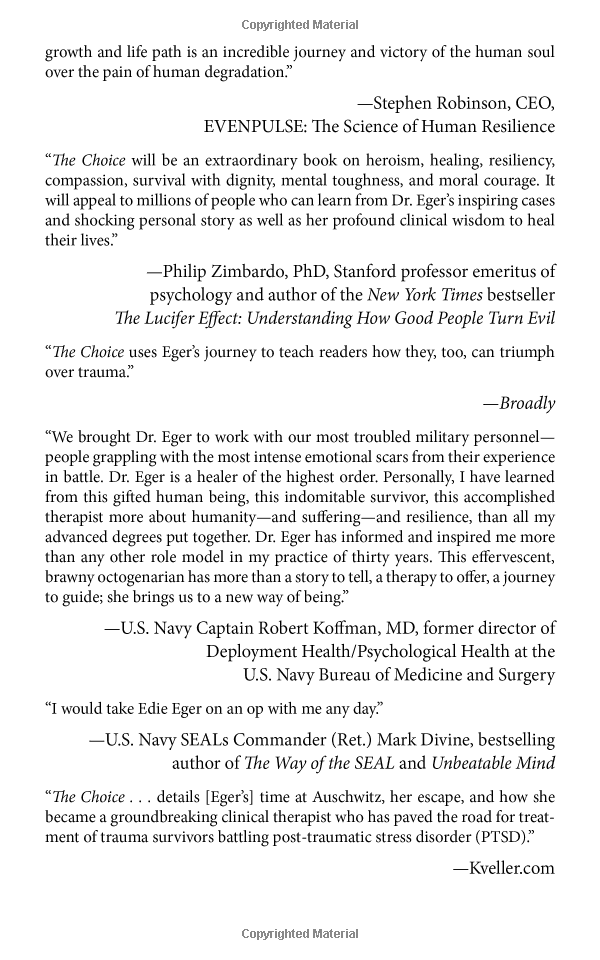 Copyrighted Material
growth and life path is an incredible journey and victory of the human soul
over the pain of human degradation.”
—Stephen Robinson, CEO,
EVENPULSE: The Science of Human Resilience
“The Choice will be an extraordinary book on heroism, healing, resiliency,
compassion, survival with dignity, mental toughness, and moral courage. It
will appeal to millions of people who can learn from Dr. Eger’s inspiring cases
and shocking personal story as well as her profound clinical wisdom to heal
their lives.”
—Philip Zimbardo, PhD, Stanford professor emeritus of
psychology and author of the New York Times bestseller
The Lucifer Effect: Understanding How Good People Turn Evil
“The Choice uses Eger’s journey to teach readers how they, too, can triumph
over trauma.”
—Broadly
“We brought Dr. Eger to work with our most troubled military personnel—
people grappling with the most intense emotional scars from their experience
in battle. Dr. Eger is a healer of the highest order. Personally, I have learned
from this gifted human being, this indomitable survivor, this accomplished
therapist more about humanity—and suffering—and resilience, than all my
advanced degrees put together. Dr. Eger has informed and inspired me more
than any other role model in my practice of thirty years. This effervescent,
brawny octogenarian has more than a story to tell, a therapy to offer, a journey
to guide; she brings us to a new way of being.”
—U.S. Navy Captain Robert Koffman, MD, former director of
Deployment Health/Psychological Health at the
U.S. Navy Bureau of Medicine and Surgery
“I would take Edie Eger on an op with me any day.”
—U.S. Navy SEALs Commander (Ret.) Mark Divine, bestselling
author of The Way of the SEAL and Unbeatable Mind
“The Choice . . . details [Eger’s] time at Auschwitz, her escape, and how she
became a groundbreaking clinical therapist who has paved the road for treat-
ment of trauma survivors battling post-traumatic stress disorder (PTSD).”
—Kveller.com
Copyrighted Material